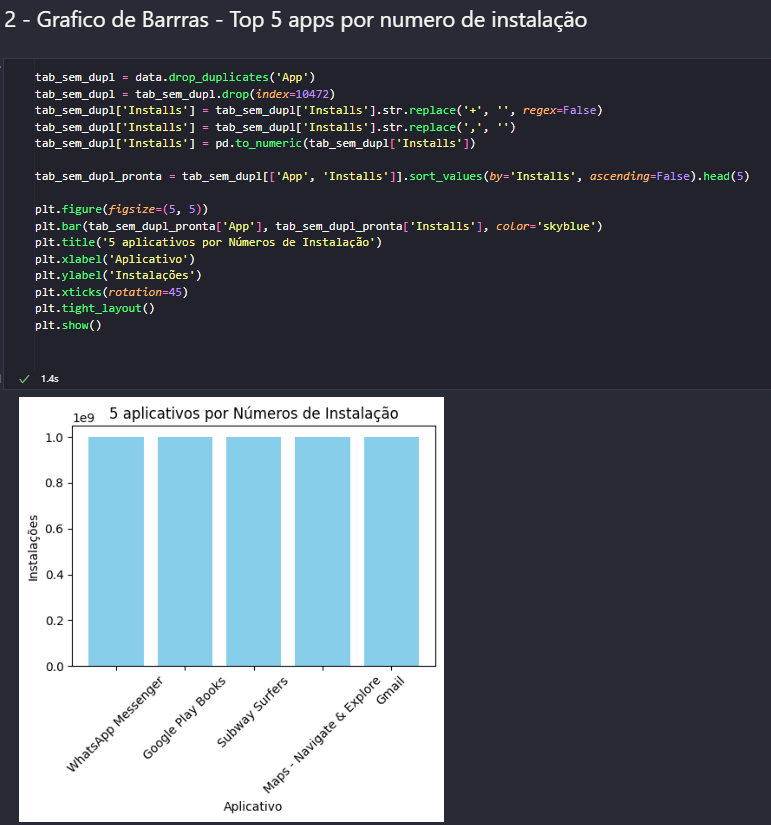 2 - Grafico de Barrras - Top 5 apps por numero de instalação
tab_sem_dupl = data.drop_duplicates('App')
tab_sem_dupl = tab_sem_dupl.drop(index=10472)
tab_sem_dupl['Installs'] = tab_sem_dupl['Installs'].str.replace('+', '', regex=False)
tab_sem_dupl['Installs'] = tab_sem_dupl['Installs'].str.replace(',', '')
tab_sem_dupl['Installs'] = pd.to_numeric(tab_sem_dupl['Installs'])
tab_sem_dupl_pronta = tab_sem_dupl[['App', 'Installs']].sort_values(by='Installs', ascending=False).head(5)
plt.figure(figsize=(5, 5))
plt.bar(tab_sem_dupl_pronta['App'], tab_sem_dupl_pronta['Installs'], color='skyblue')
plt.title('5 aplicativos por Números de Instalação')
plt.xlabel('Aplicativo')
plt.ylabel('Instalações')
plt.xticks(rotation=45)
plt.tight_layout()
plt.show()
1.4s
1e9 5 aplicativos por Números de Instalação
1.0
0.8
0.6
0.4
0.2
0.0
Instalações
WhatsApp Messenger
Google Play Books
Subway Surfers
Maps - Navigate & Explore
Gmail
Aplicativo